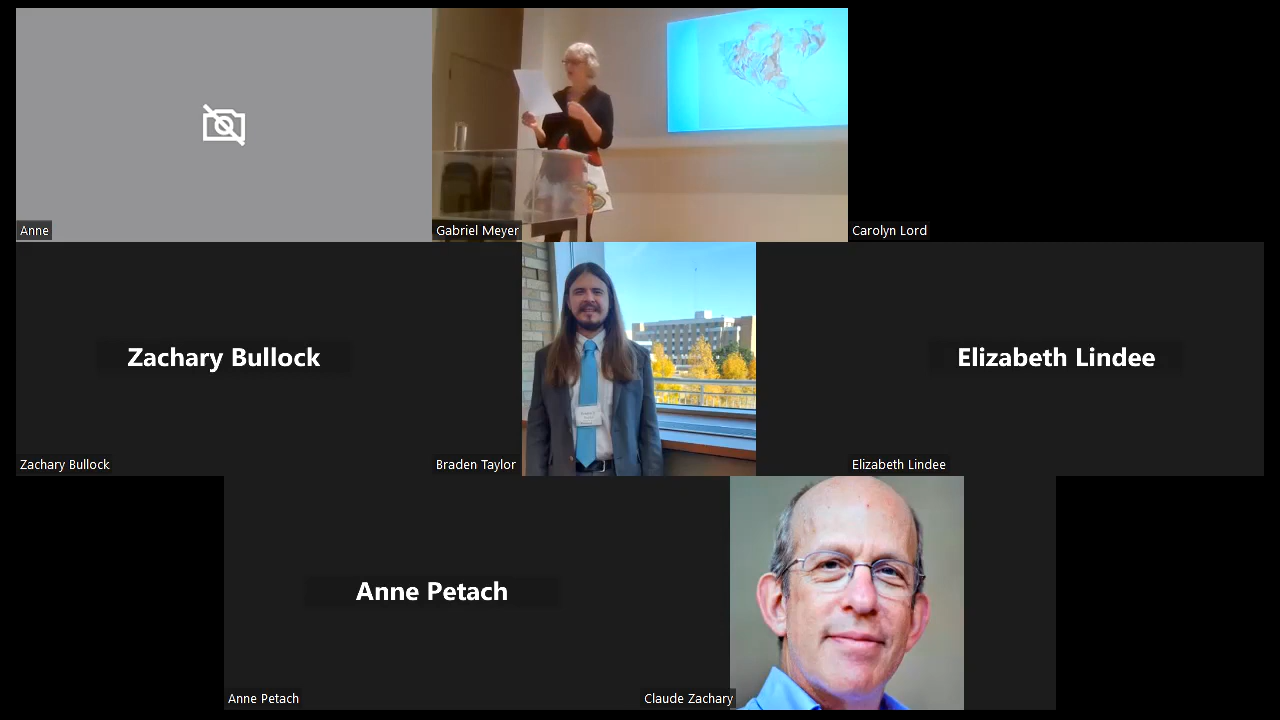 Anne
Gabriel Meyer
Carolyn Lord
Zachary Bullock
Zachary Bullock
Braden Taylor
Elizabeth Lindee
Elizabeth Lindee
Anne Petach
Anne Petach
Claude Zachary